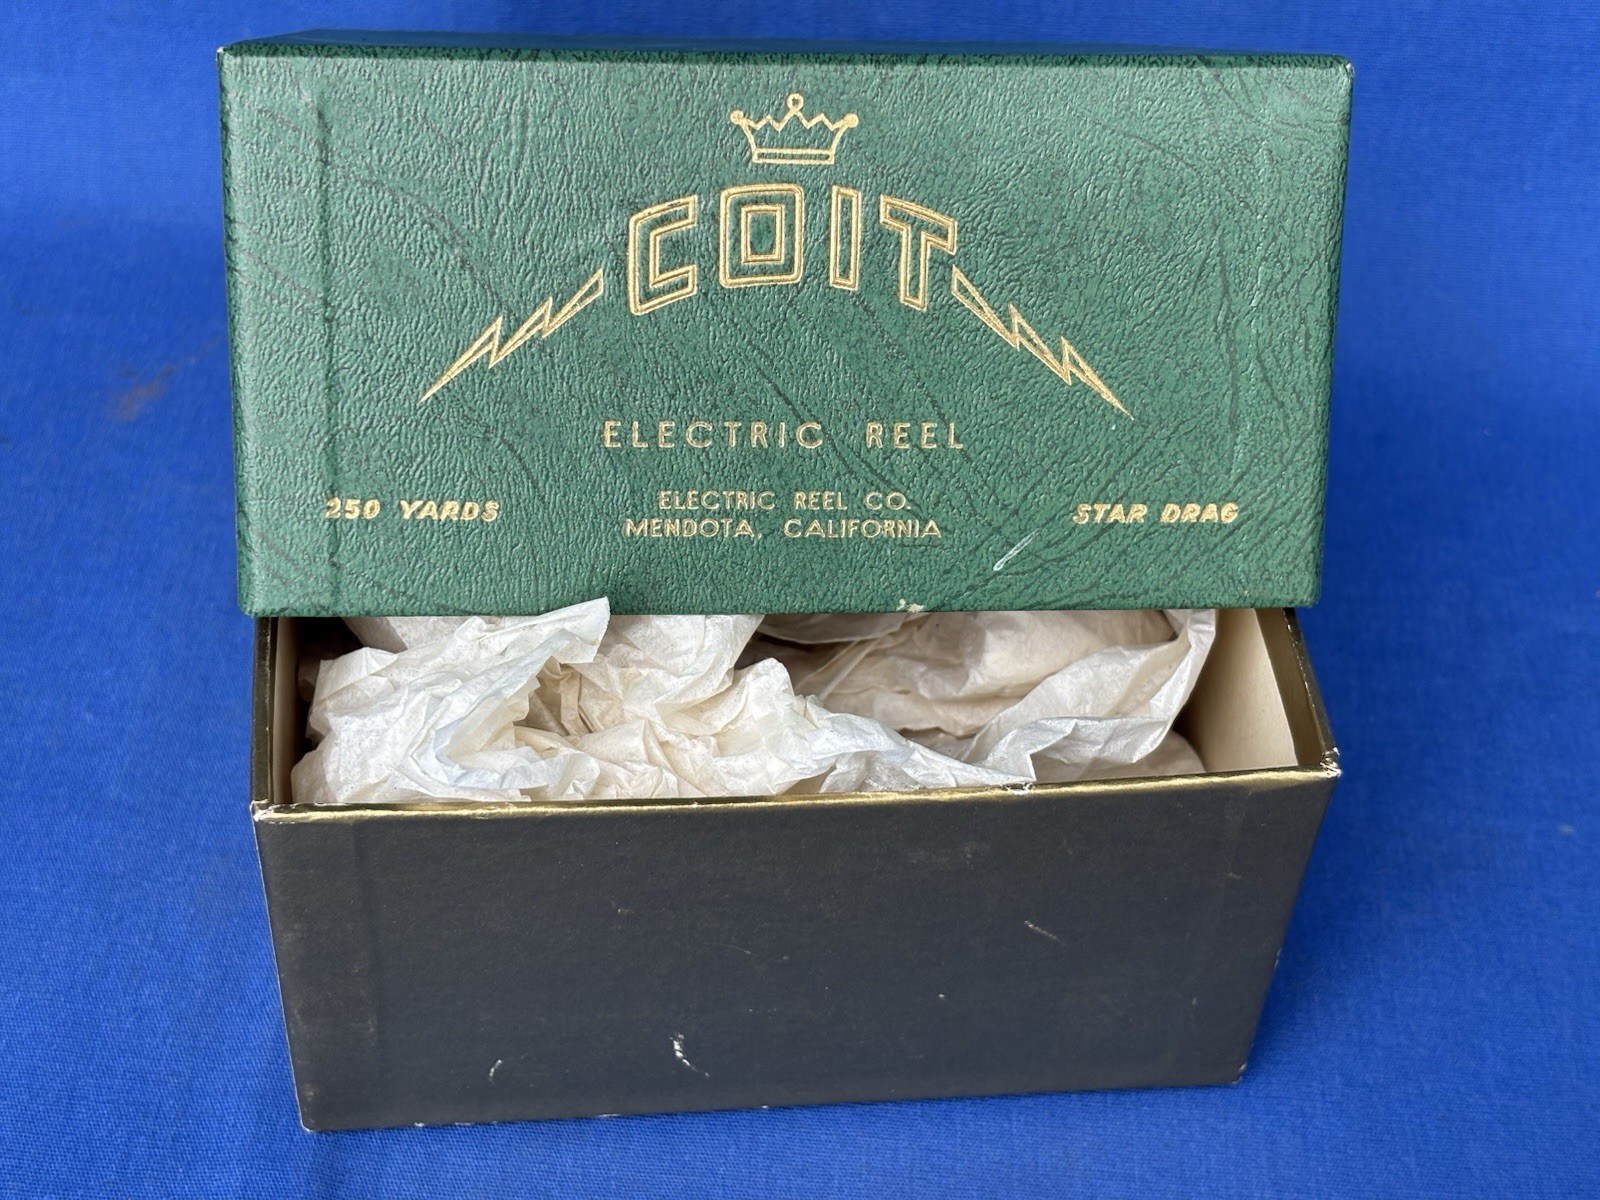 COIT
ELECTRIC REEL
250 YARDS
ELECTRIC REEL CO.
MENDOTA, CALIFORNIA
STAR DRAG